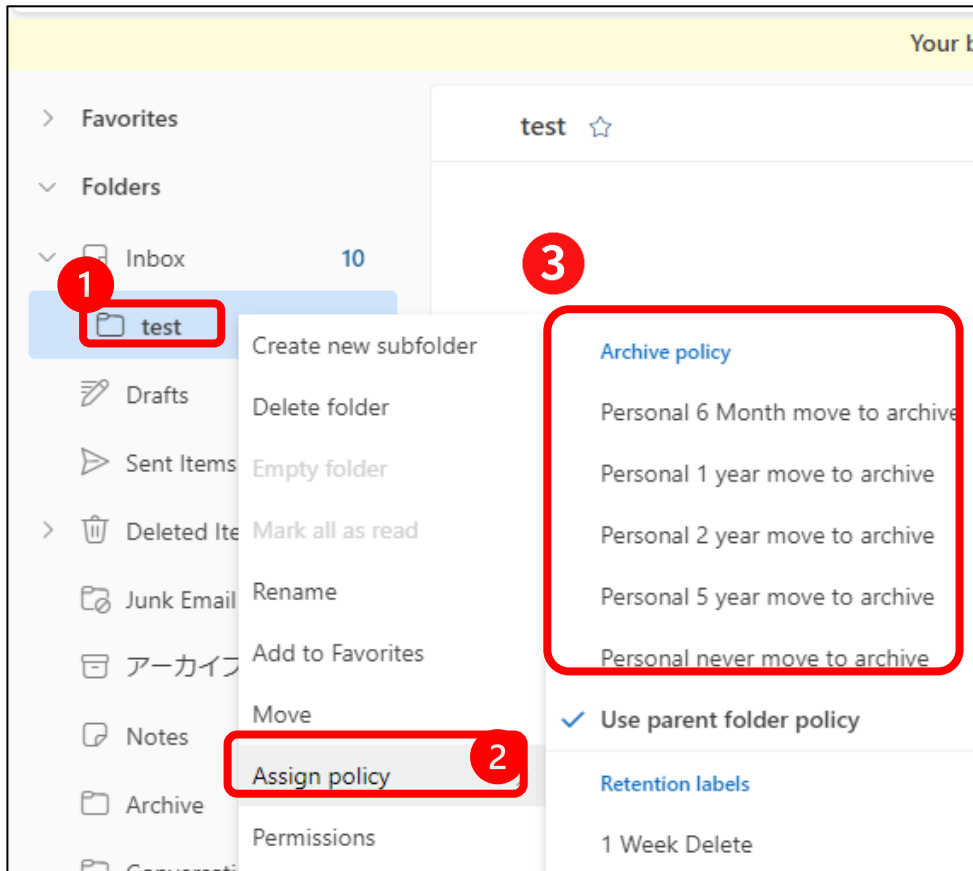 Your
Favorites
test
Folders
Inbox 10
1
3
test
Create new subfolder
Archive policy
Drafts
Delete folder
Personal 6 Month move to archive
Sent Items
Empty folder
Personal 1 year move to archive
Deleted Ite
Mark all as read
Personal 2 year move to archive
Junk Email
Rename
Personal 5 year move to archive
アーカイブ
Add to Favorites
Personal never move to archive
Notes
Move
Use parent folder policy
Assign policy
2
Retention labels
Archive
Permissions
1 Week Delete